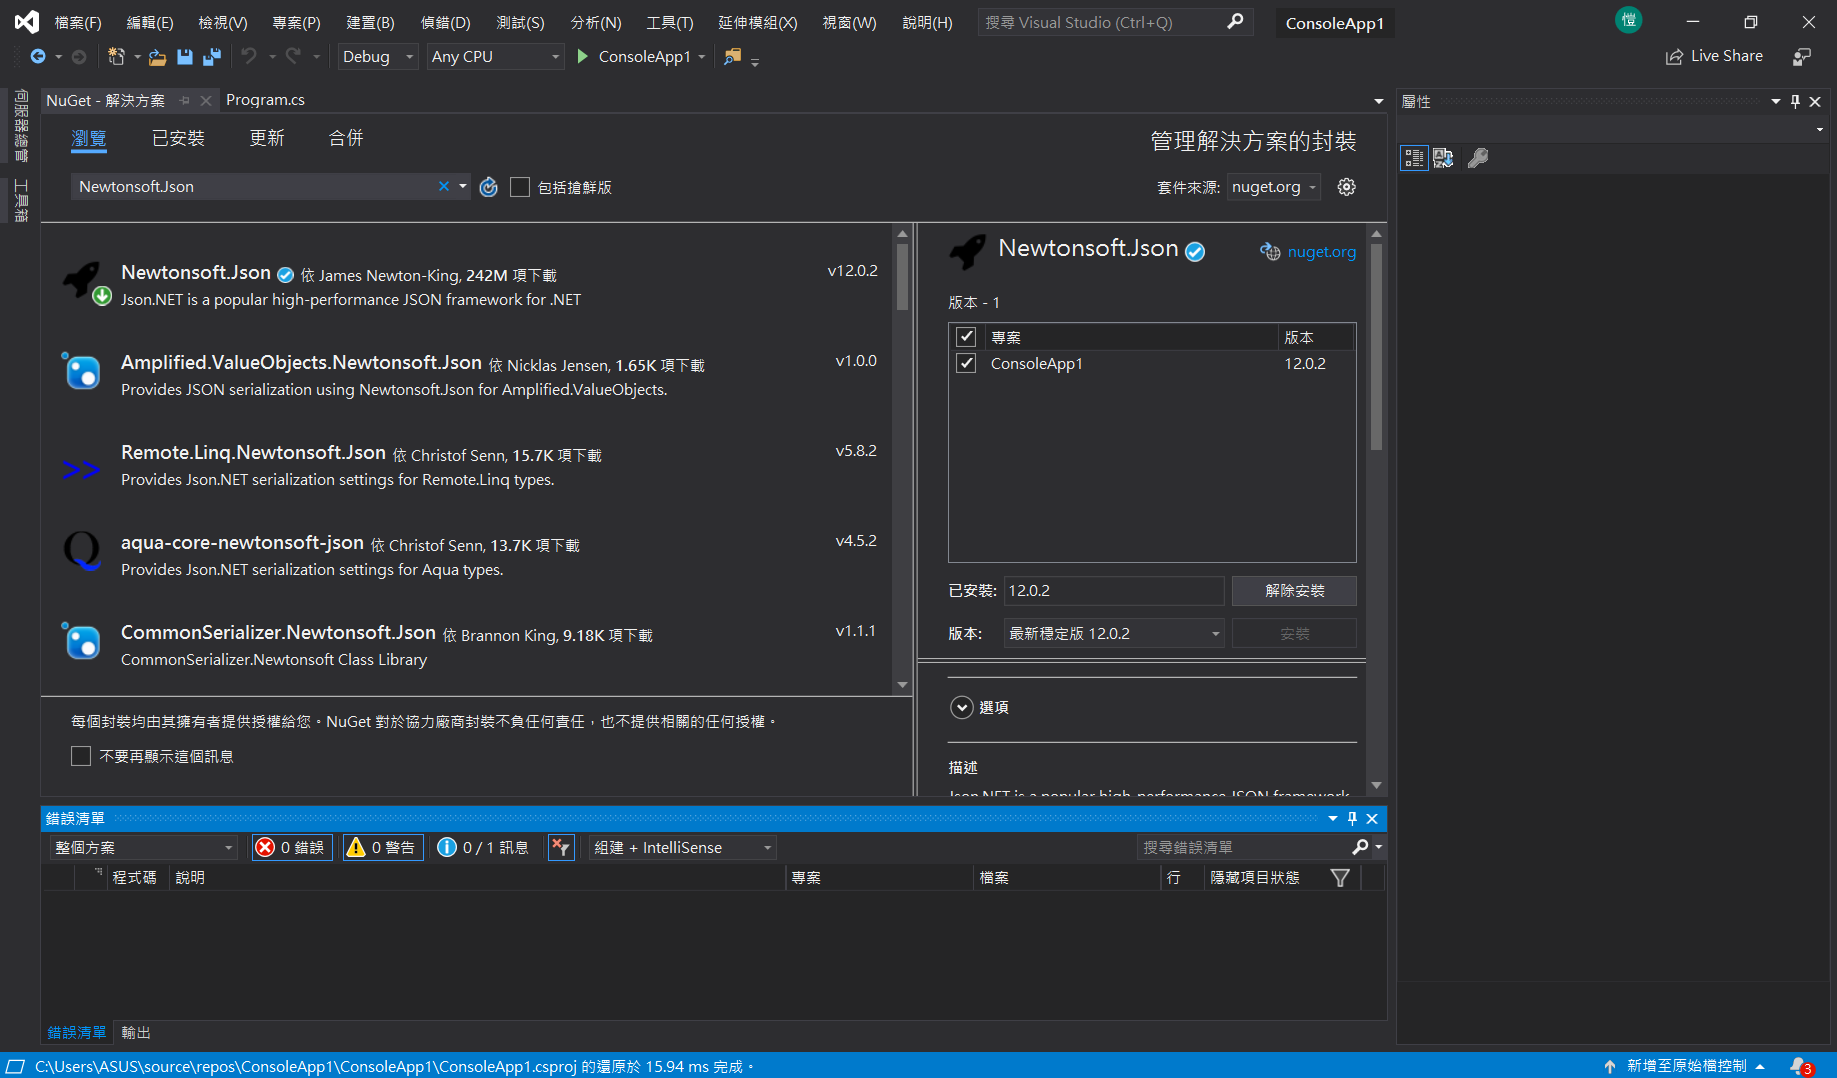 檔案(F) 編輯(E) 檢視(V) 專案(P) 建置(B) 偵錯(D) 測試(S) 分析(N) 工具(T) 延伸模組(X) 視窗(W) 說明(H) 搜尋 Visual Studio (Ctrl+Q) ConsoleApp1 愷
Debug Any CPU ConsoleApp1 Live Share
伺服器總管
工具箱
NuGet - 解決方案 Program.cs
瀏覽 已安裝 更新 合併 管理解決方案的封裝
Newtonsoft.Json 包括搶鮮版 套件來源: nuget.org
Newtonsoft.Json 依 James Newton-King, 242M 項下載 v12.0.2
Json.NET is a popular high-performance JSON framework for .NET
Amplified.ValueObjects.Newtonsoft.Json 依 Nicklas Jensen, 1.65K 項下載 v1.0.0
Provides JSON serialization using Newtonsoft.Json for Amplified.ValueObjects.
Remote.Linq.Newtonsoft.Json 依 Christof Senn, 15.7K 項下載 v5.8.2
Provides Json.NET serialization settings for Remote.Linq types.
aqua-core-newtonsoft-json 依 Christof Senn, 13.7K 項下載 v4.5.2
Provides Json.NET serialization settings for Aqua types.
CommonSerializer.Newtonsoft.Json 依 Brannon King, 9.18K 項下載 v1.1.1
CommonSerializer.Newtonsoft Class Library
每個封裝均由其擁有者提供授權給您。NuGet 對於協力廠商封裝不負任何責任，也不提供相關的任何授權。
不要再顯示這個訊息
Newtonsoft.Json nuget.org
版本 - 1
專案 版本
ConsoleApp1 12.0.2
已安裝: 12.0.2 解除安裝
版本: 最新穩定版 12.0.2 安裝
選項
描述
Json.NET is a popular high-performance JSON framework
屬性
錯誤清單
整個方案 0 錯誤 0 警告 0 / 1 訊息 組建 + IntelliSense 搜尋錯誤清單
程式碼 說明 專案 檔案 行 隱藏項目狀態
錯誤清單 輸出
C:\Users\ASUS\source\repos\ConsoleApp1\ConsoleApp1\ConsoleApp1.csproj 的還原於 15.94 ms 完成。 新增至原始檔控制 3